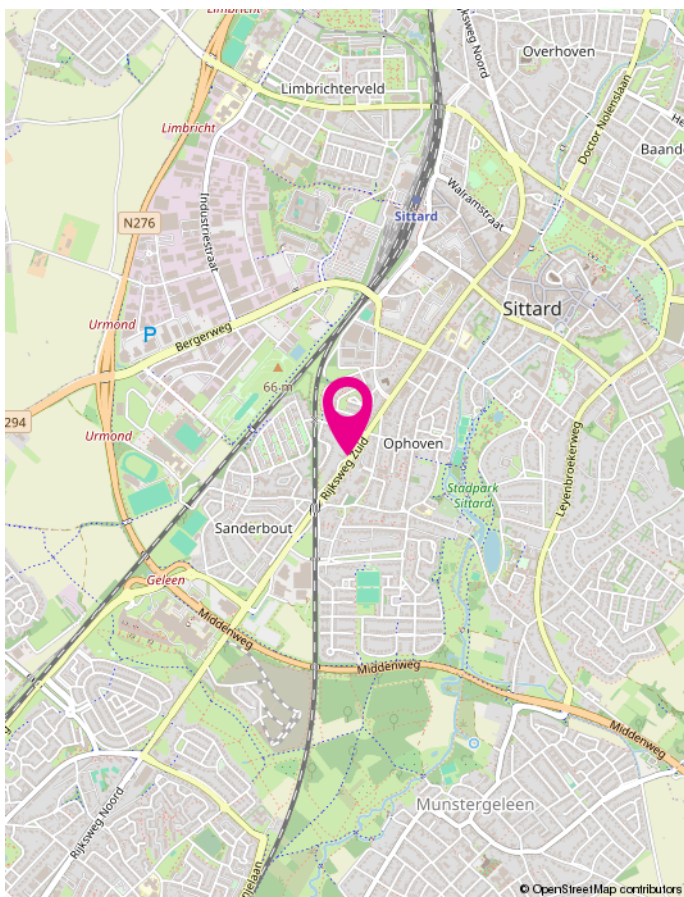 Limbricht
Rijksweg Noord
Overhoven
Limbrichterveld
Doctor Nolenslaan
Limbricht
Baand
Walramstraat
Industriestraat
Sittard
N276
Sittard
Urmond
P
Bergerweg
66 m
294
Urmond
Ophoven
Rijksweg Zuid
Leyenbroekerweg
Stadpark
Sittard
Sanderbout
Geleen
Middenweg
Middenweg
Middenweg
Munstergeleen
Rijksweg Noord
© OpenStreetMap contributors